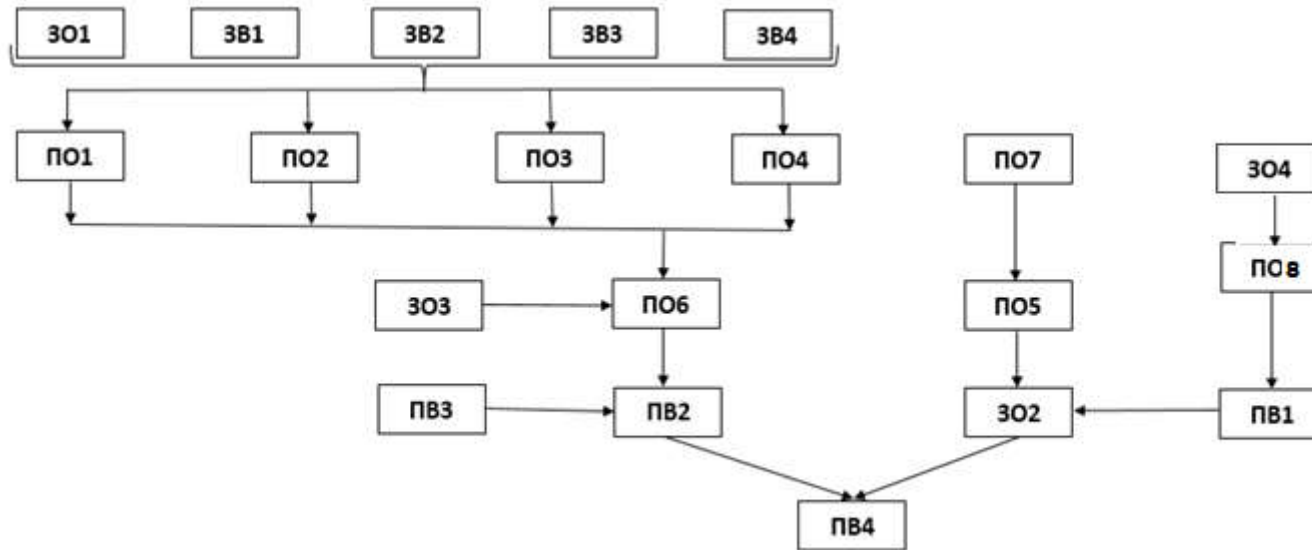 ЗО1 ЗВ1 ЗВ2 ЗВ3 ЗВ4
ПО1 ПО2 ПО3 ПО4 ПО7 ЗО4
ПО8
ЗО3 ПО6 ПО5
ПВ3 ПВ2 ЗО2 ПВ1
ПВ4